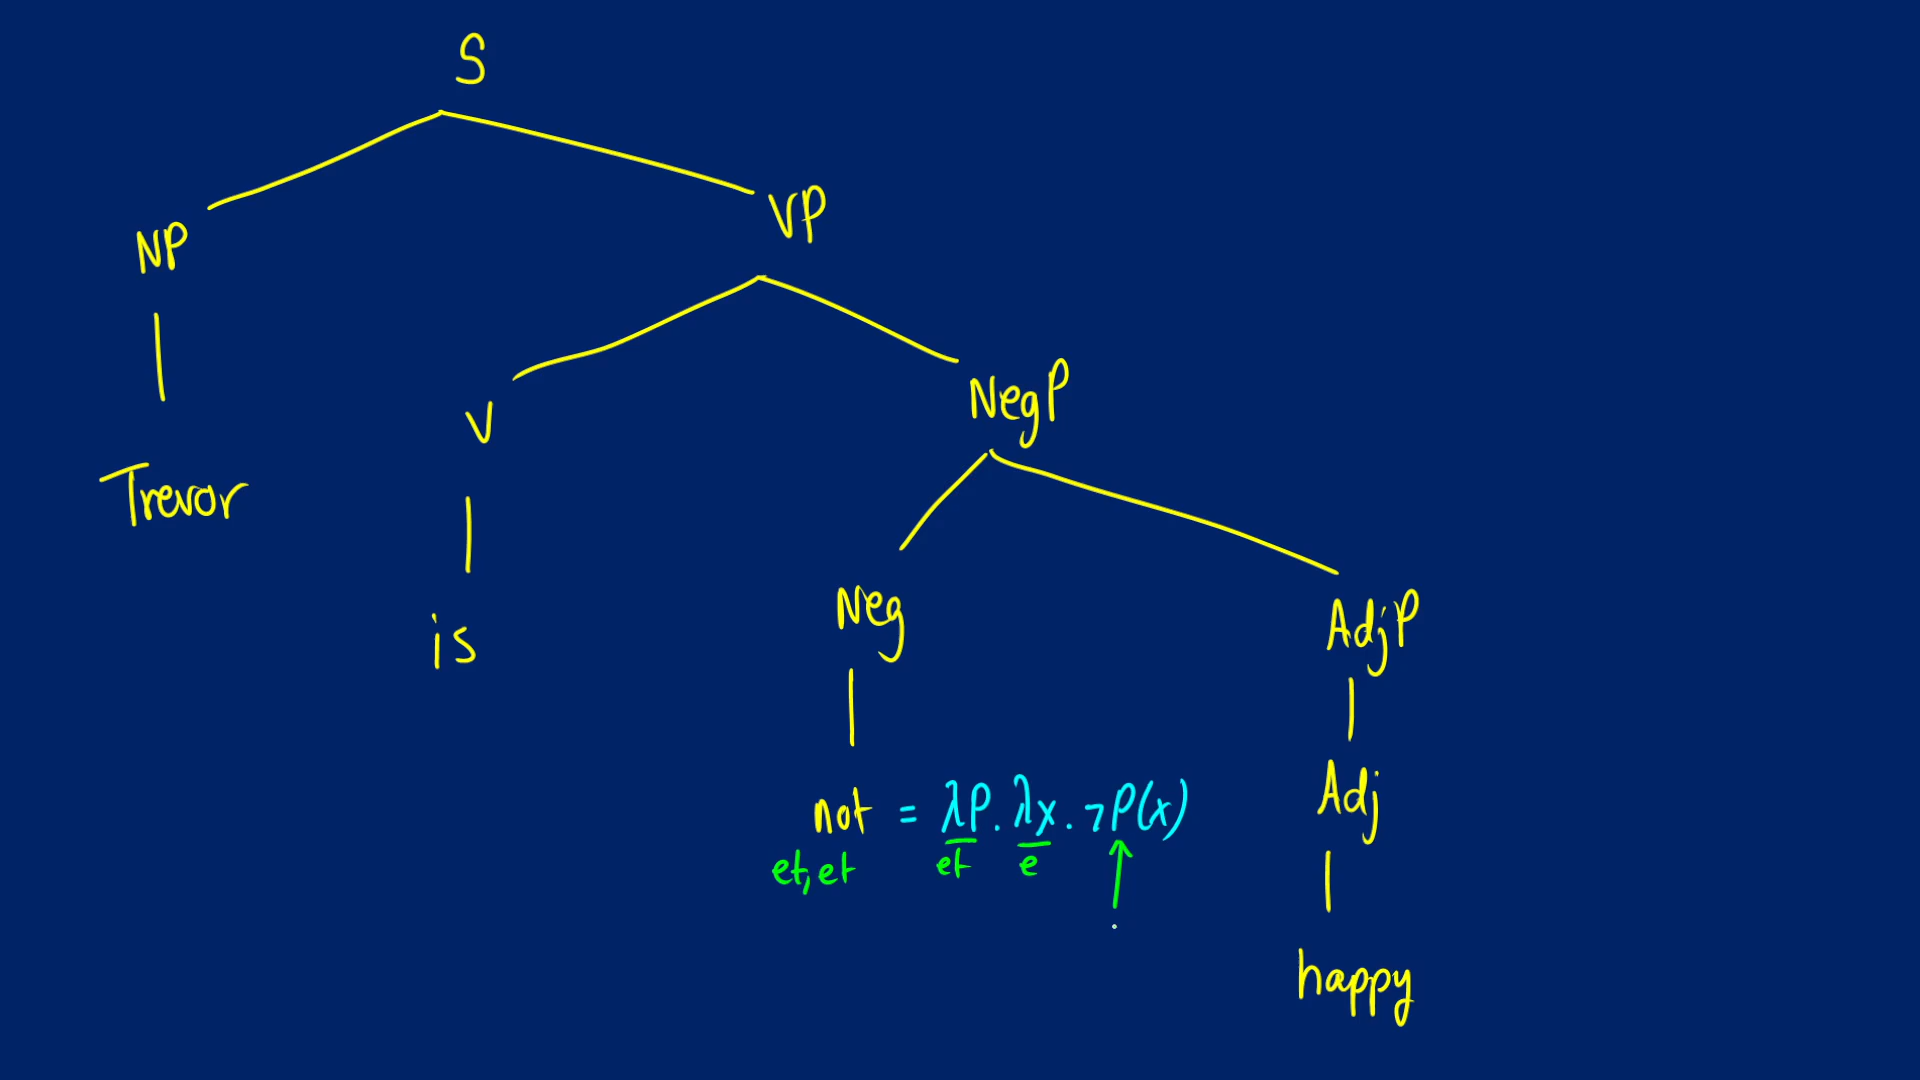 S
NP
VP
Trevor
V
NegP
is
Neg
AdjP
not = λP. λx. ¬P(x)
et, et
et
e
Adj
happy